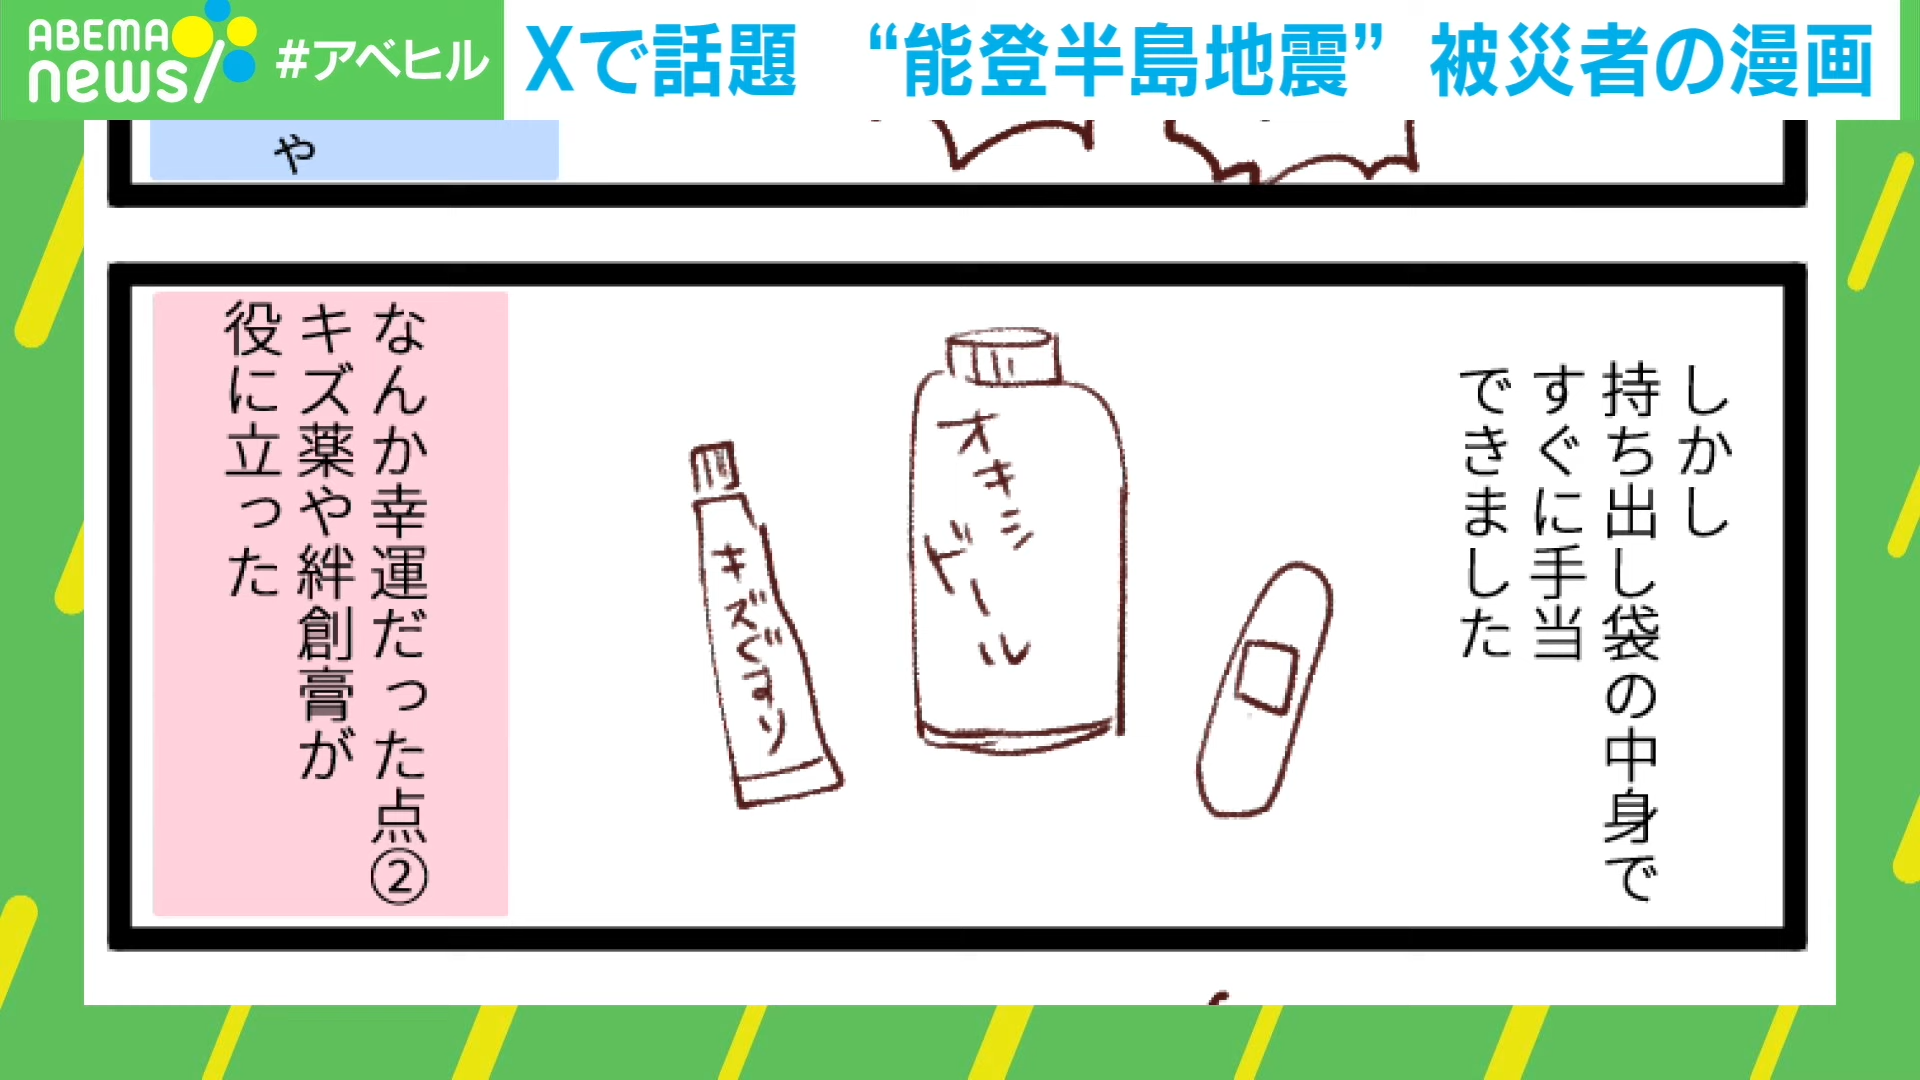 ABEMA
news/
#アベヒル
Xで話題 “能登半島地震” 被災者の漫画
や
しかし
持ち出し袋の中身で
すぐに手当
できました
オキシドール
キズぐすり
なんか幸運だった点②
キズ薬や絆創膏が
役に立った